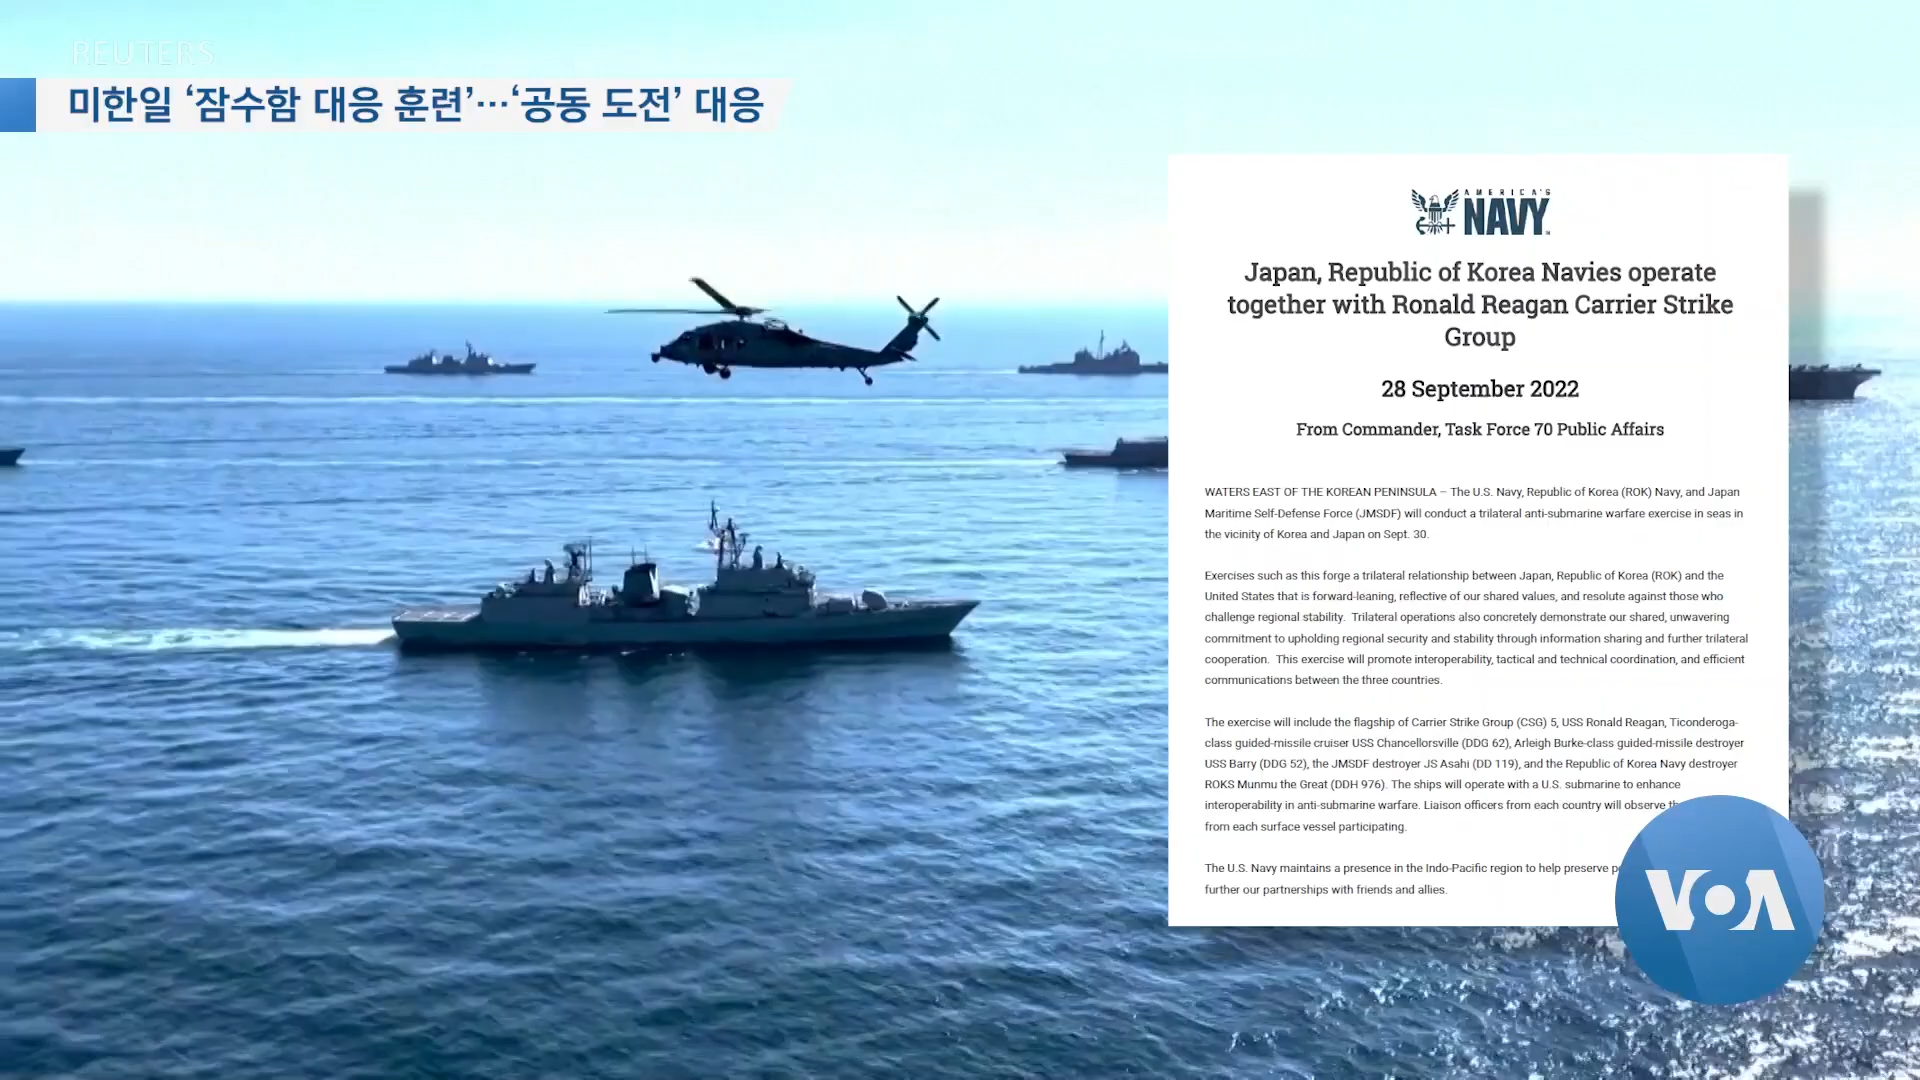 REUTERS
미한일 ‘잠수함 대응 훈련’…‘공동 도전’ 대응
AMERICA'S
NAVY
Japan, Republic of Korea Navies operate
together with Ronald Reagan Carrier Strike
Group
28 September 2022
From Commander, Task Force 70 Public Affairs
WATERS EAST OF THE KOREAN PENINSULA – The U.S. Navy, Republic of Korea (ROK) Navy, and Japan
Maritime Self-Defense Force (JMSDF) will conduct a trilateral anti-submarine warfare exercise in seas in
the vicinity of Korea and Japan on Sept. 30.
Exercises such as this forge a trilateral relationship between Japan, Republic of Korea (ROK) and the
United States that is forward-leaning, reflective of our shared values, and resolute against those who
challenge regional stability. Trilateral operations also concretely demonstrate our shared, unwavering
commitment to upholding regional security and stability through information sharing and further trilateral
cooperation. This exercise will promote interoperability, tactical and technical coordination, and efficient
communications between the three countries.
The exercise will include the flagship of Carrier Strike Group (CSG) 5, USS Ronald Reagan, Ticonderoga-
class guided-missile cruiser USS Chancellorsville (DDG 62), Arleigh Burke-class guided-missile destroyer
USS Barry (DDG 52), the JMSDF destroyer JS Asahi (DD 119), and the Republic of Korea Navy destroyer
ROKS Munmu the Great (DDH 976). The ships will operate with a U.S. submarine to enhance
interoperability in anti-submarine warfare. Liaison officers from each country will observe
from each surface vessel participating.
The U.S. Navy maintains a presence in the Indo-Pacific region to help preserve
further our partnerships with friends and allies.
VOA